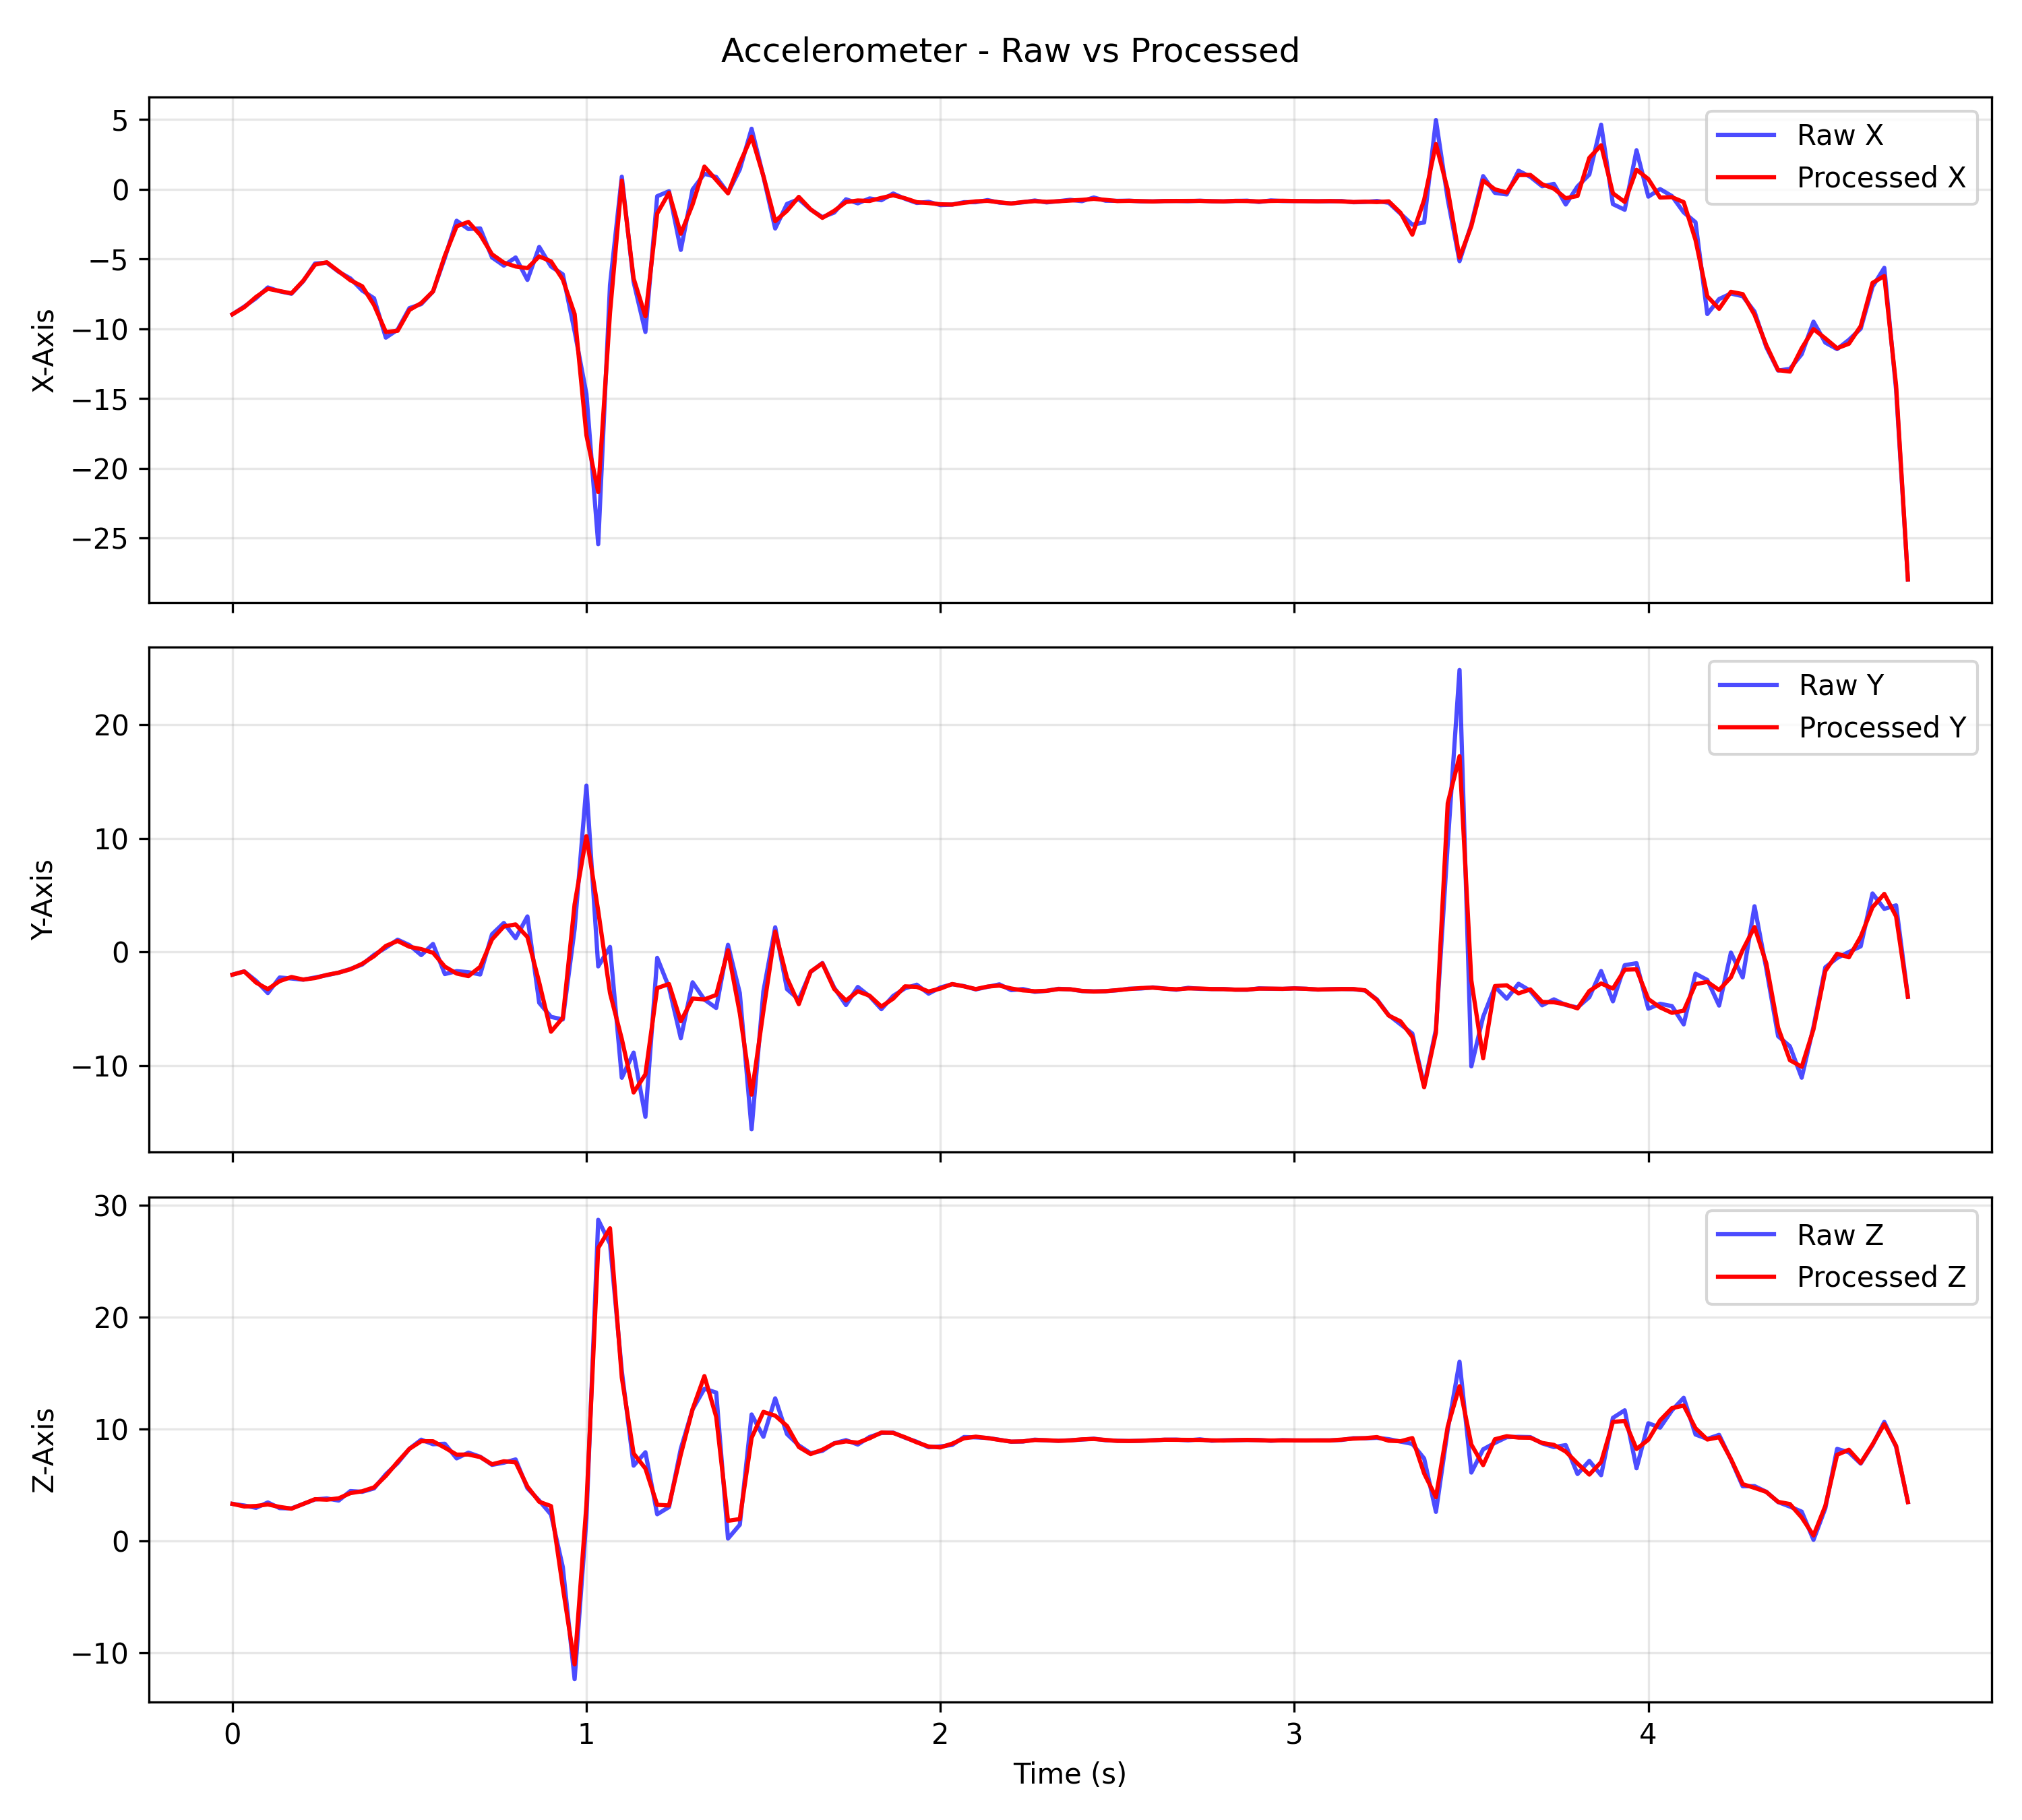 Accelerometer - Raw vs Processed
5
0
−5
−10
−15
−20
−25
X-Axis
Raw X
Processed X
20
10
0
−10
Y-Axis
Raw Y
Processed Y
30
20
10
0
−10
Z-Axis
Raw Z
Processed Z
0 1 2 3 4
Time (s)